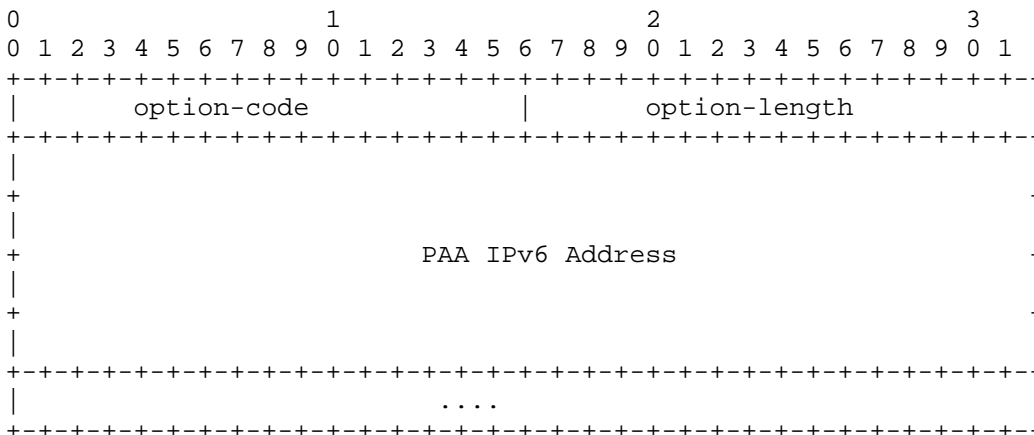 0                   1                   2                   3
0 1 2 3 4 5 6 7 8 9 0 1 2 3 4 5 6 7 8 9 0 1 2 3 4 5 6 7 8 9 0 1
+-+-+-+-+-+-+-+-+-+-+-+-+-+-+-+-+-+-+-+-+-+-+-+-+-+-+-+-+-+-+-+-
|       option-code             |       option-length
+-+-+-+-+-+-+-+-+-+-+-+-+-+-+-+-+-+-+-+-+-+-+-+-+-+-+-+-+-+-+-+-
|
+                                                               -
|
+                         PAA IPv6 Address                      -
|
+                                                               -
|
+-+-+-+-+-+-+-+-+-+-+-+-+-+-+-+-+-+-+-+-+-+-+-+-+-+-+-+-+-+-+-+-
|                          ....
+-+-+-+-+-+-+-+-+-+-+-+-+-+-+-+-+-+-+-+-+-+-+-+-+-+-+-+-+-+-+-+-